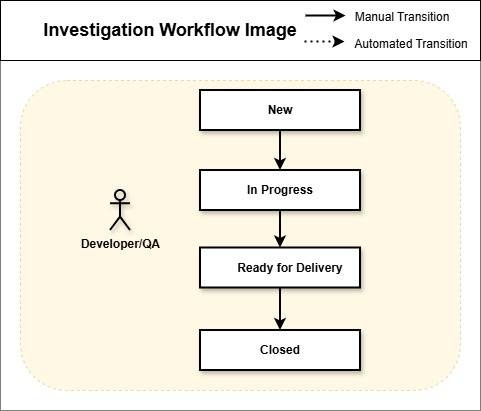 Investigation Workflow Image
Manual Transition
Automated Transition
New
In Progress
Developer/QA
Ready for Delivery
Closed